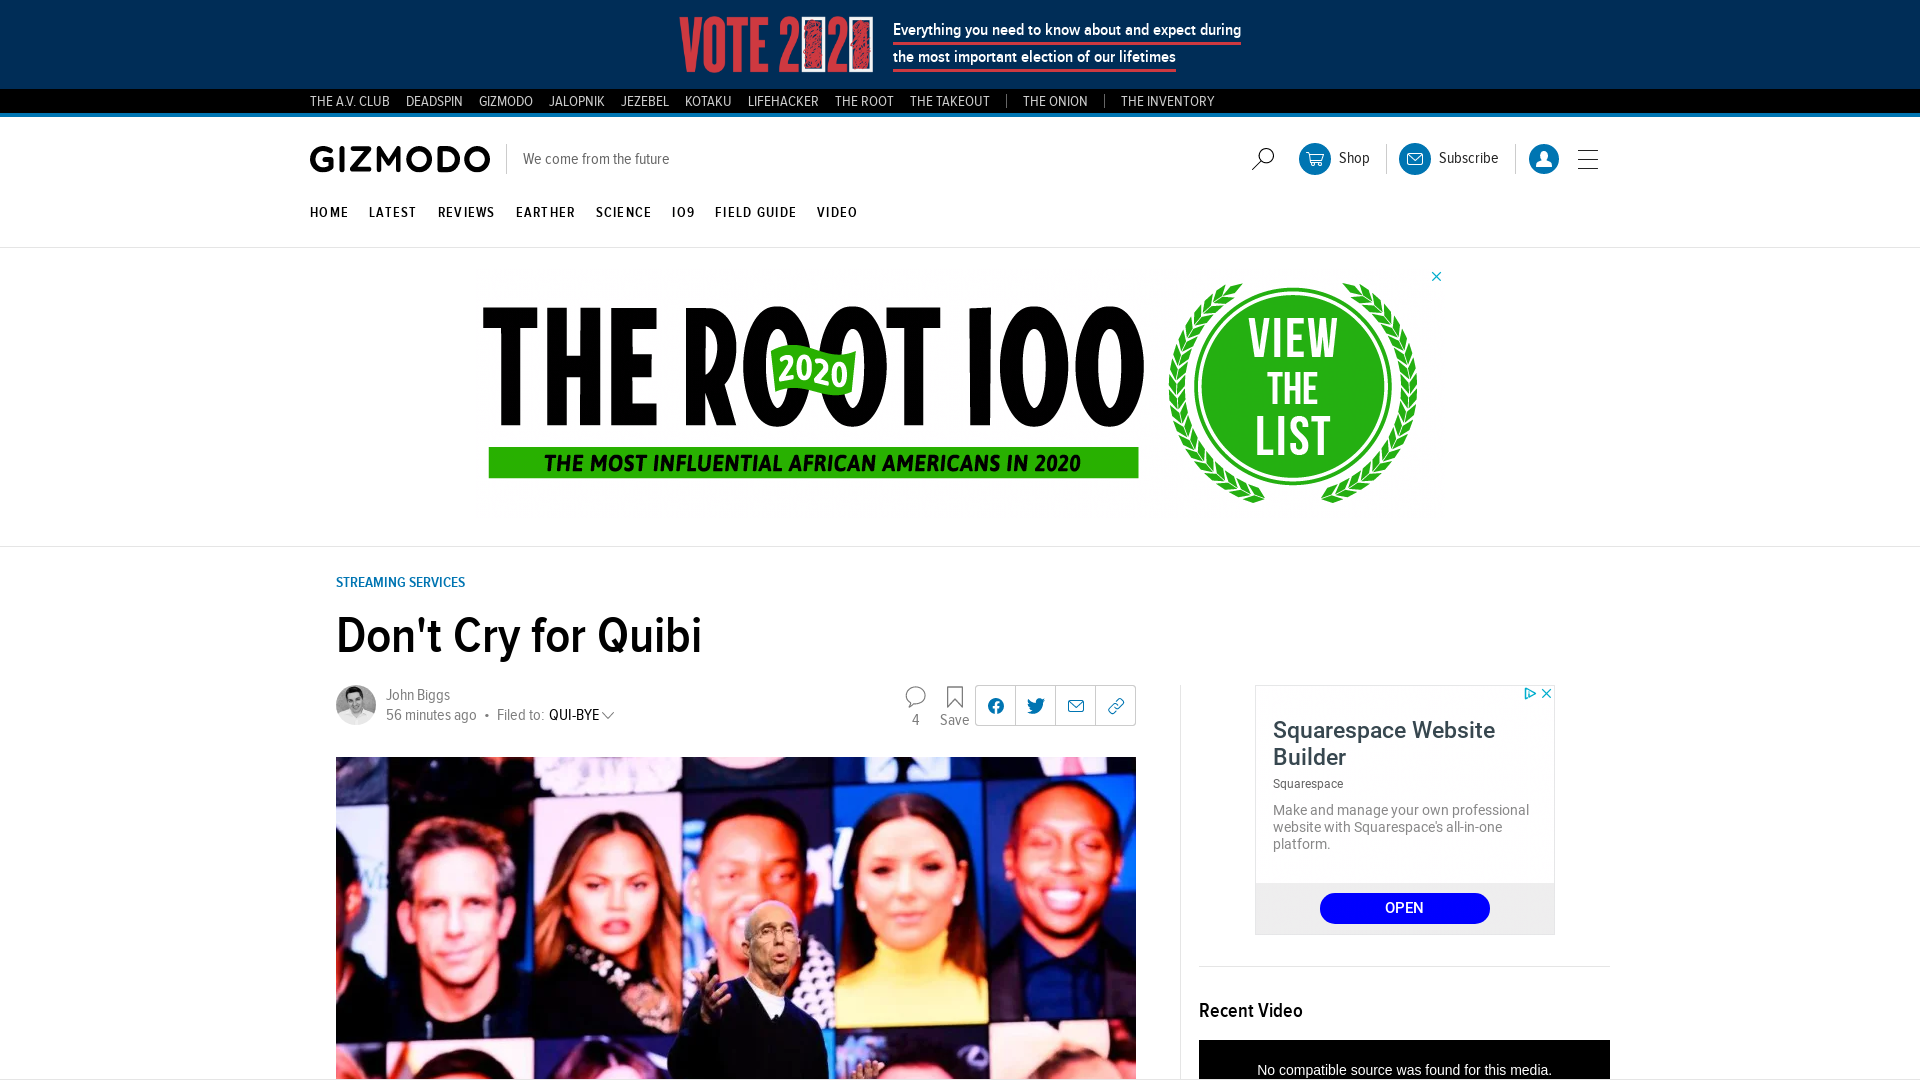 VOTE 2020
Everything you need to know about and expect during
the most important election of our lifetimes
THE A.V. CLUB DEADSPIN GIZMODO JALOPNIK JEZEBEL KOTAKU LIFEHACKER THE ROOT THE TAKEOUT THE ONION THE INVENTORY
GIZMODO We come from the future Shop Subscribe
HOME LATEST REVIEWS EARTHER SCIENCE IO9 FIELD GUIDE VIDEO
THE ROOT 100
2020
THE MOST INFLUENTIAL AFRICAN AMERICANS IN 2020
VIEW
THE
LIST
STREAMING SERVICES
Don't Cry for Quibi
John Biggs
56 minutes ago • Filed to: QUI-BYE
4 Save
Squarespace Website
Builder
Squarespace
Make and manage your own professional
website with Squarespace's all-in-one
platform.
OPEN
Recent Video
No compatible source was found for this media.